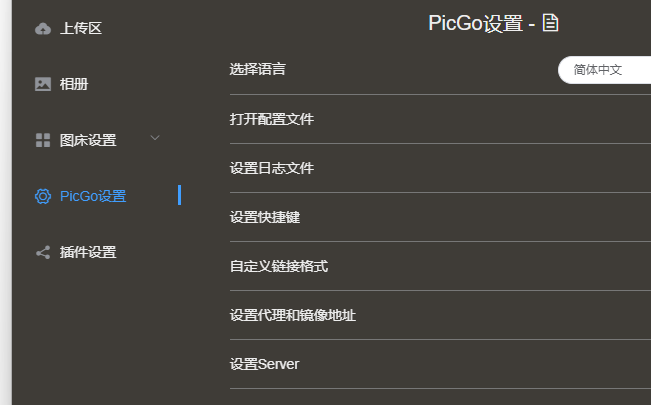 上传区
相册
图床设置
PicGo设置
插件设置
PicGo设置 -
选择语言
简体中文
打开配置文件
设置日志文件
设置快捷键
自定义链接格式
设置代理和镜像地址
设置Server